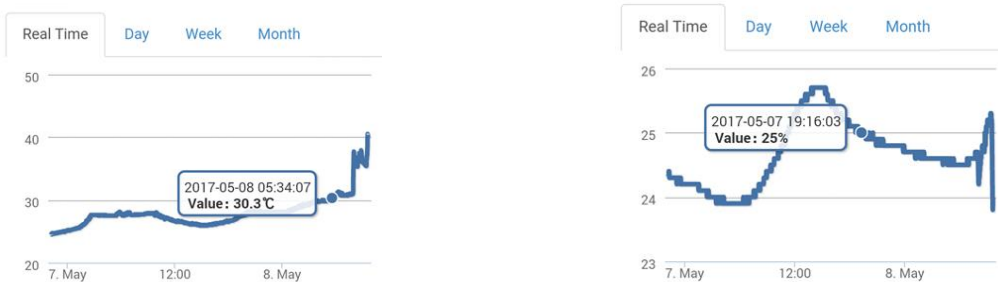 Real Time Day Week Month
50
40
30
20
2017-05-08 05:34:07
Value: 30.3℃
7. May 12:00 8. May
Real Time Day Week Month
26
25
24
23
2017-05-07 19:16:03
Value: 25%
7. May 12:00 8. May